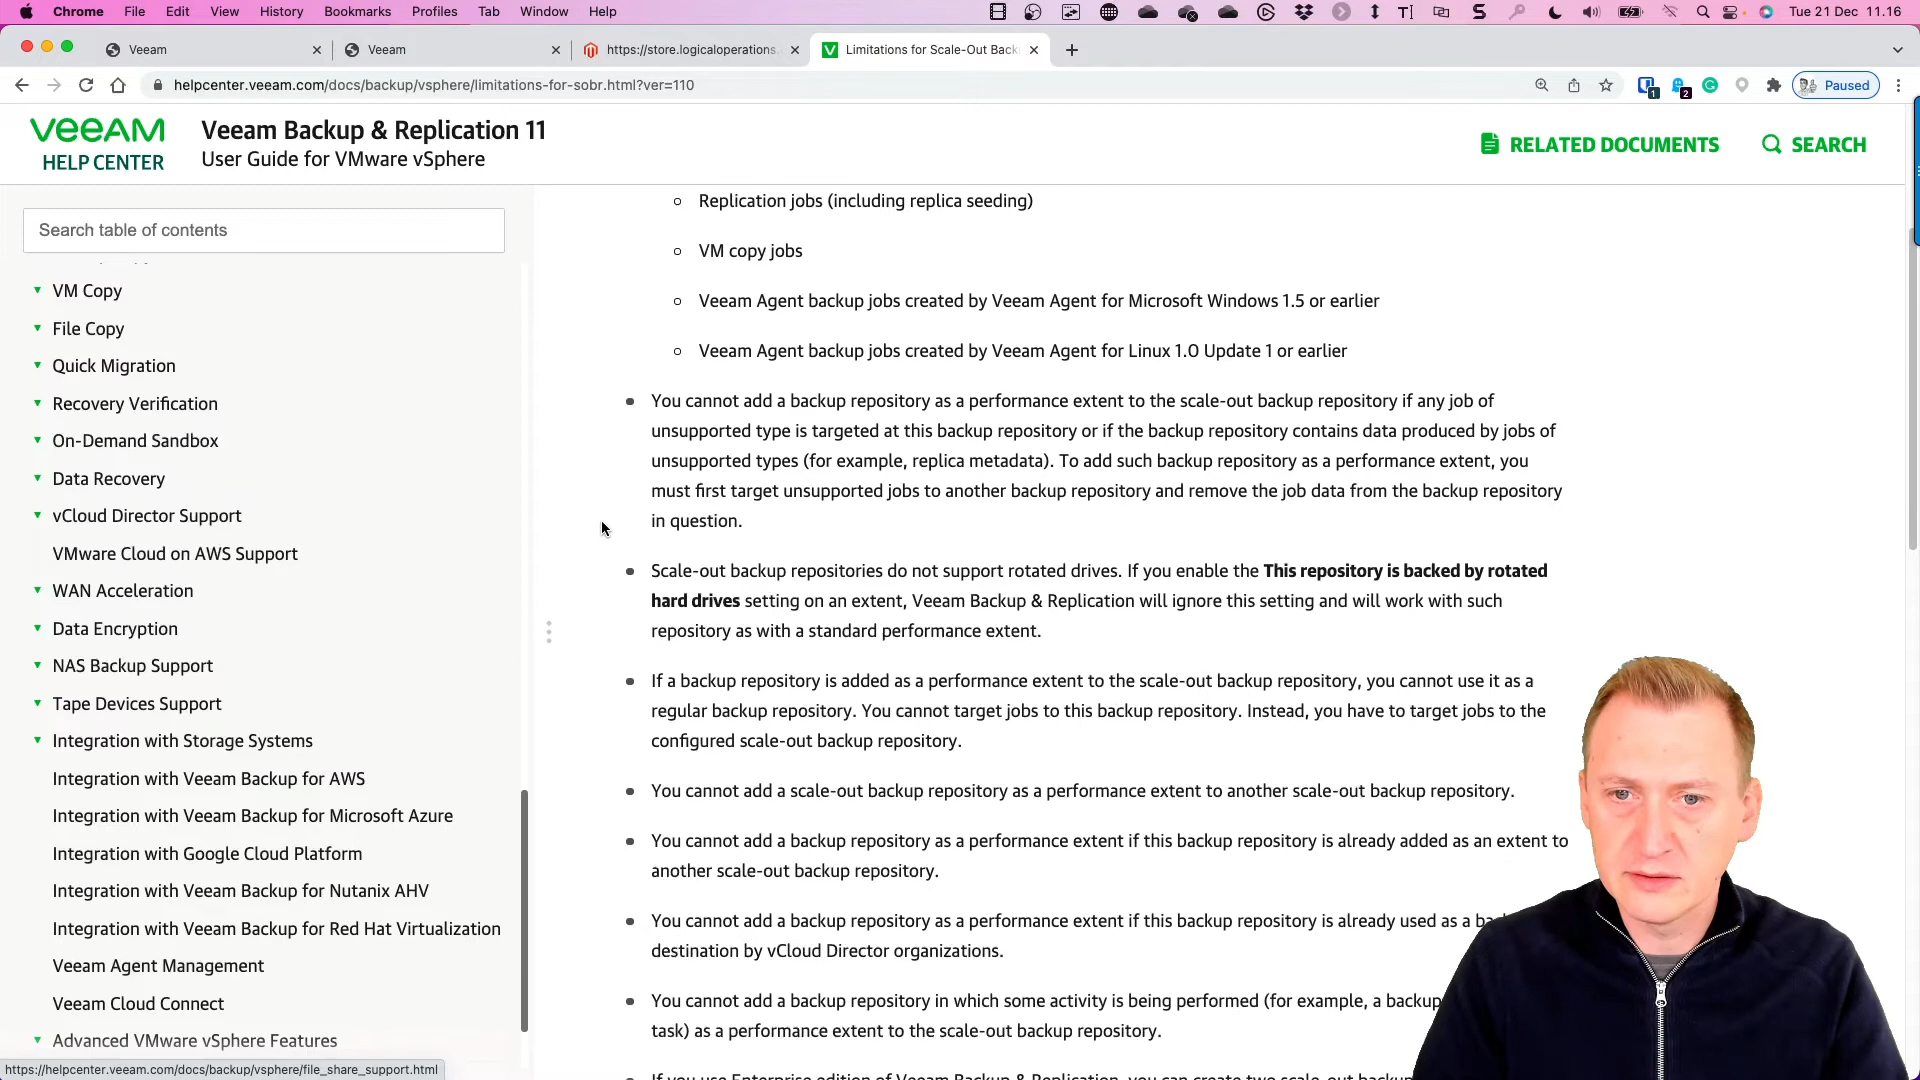 Chrome File Edit View History Bookmarks Profiles Tab Window Help Tue 21 Dec 11.16
Veeam Veeam https://store.logicaloperations. Limitations for Scale-Out Back
helpcenter.veeam.com/docs/backup/vsphere/limitations-for-sobr.html?ver=110 1 2 Paused
VEEAM
HELP CENTER
Veeam Backup & Replication 11
User Guide for VMware vSphere
RELATED DOCUMENTS SEARCH
Search table of contents
VM Copy
File Copy
Quick Migration
Recovery Verification
On-Demand Sandbox
Data Recovery
vCloud Director Support
VMware Cloud on AWS Support
WAN Acceleration
Data Encryption
NAS Backup Support
Tape Devices Support
Integration with Storage Systems
Integration with Veeam Backup for AWS
Integration with Veeam Backup for Microsoft Azure
Integration with Google Cloud Platform
Integration with Veeam Backup for Nutanix AHV
Integration with Veeam Backup for Red Hat Virtualization
Veeam Agent Management
Veeam Cloud Connect
Advanced VMware vSphere Features
https://helpcenter.veeam.com/docs/backup/vsphere/file_share_support.html
Replication jobs (including replica seeding)
VM copy jobs
Veeam Agent backup jobs created by Veeam Agent for Microsoft Windows 1.5 or earlier
Veeam Agent backup jobs created by Veeam Agent for Linux 1.0 Update 1 or earlier
You cannot add a backup repository as a performance extent to the scale-out backup repository if any job of
unsupported type is targeted at this backup repository or if the backup repository contains data produced by jobs of
unsupported types (for example, replica metadata). To add such backup repository as a performance extent, you
must first target unsupported jobs to another backup repository and remove the job data from the backup repository
in question.
Scale-out backup repositories do not support rotated drives. If you enable the This repository is backed by rotated
hard drives setting on an extent, Veeam Backup & Replication will ignore this setting and will work with such
repository as with a standard performance extent.
If a backup repository is added as a performance extent to the scale-out backup repository, you cannot use it as a
regular backup repository. You cannot target jobs to this backup repository. Instead, you have to target jobs to the
configured scale-out backup repository.
You cannot add a scale-out backup repository as a performance extent to another scale-out backup repository.
You cannot add a backup repository as a performance extent if this backup repository is already added as an extent to
another scale-out backup repository.
You cannot add a backup repository as a performance extent if this backup repository is already used as a
destination by vCloud Director organizations.
You cannot add a backup repository in which some activity is being performed (for example, a backup
task) as a performance extent to the scale-out backup repository.
If you use Enterprise edition of Veeam Backup & Replication, you can create two scale-out backup